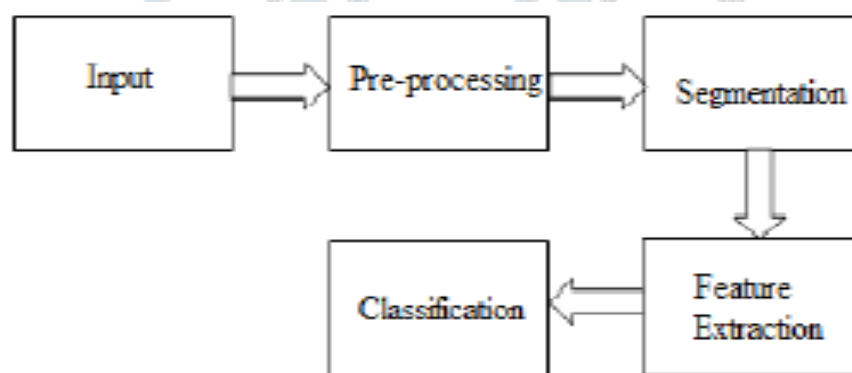 Input
Pre-processing
Segmentation
Feature
Extraction
Classification